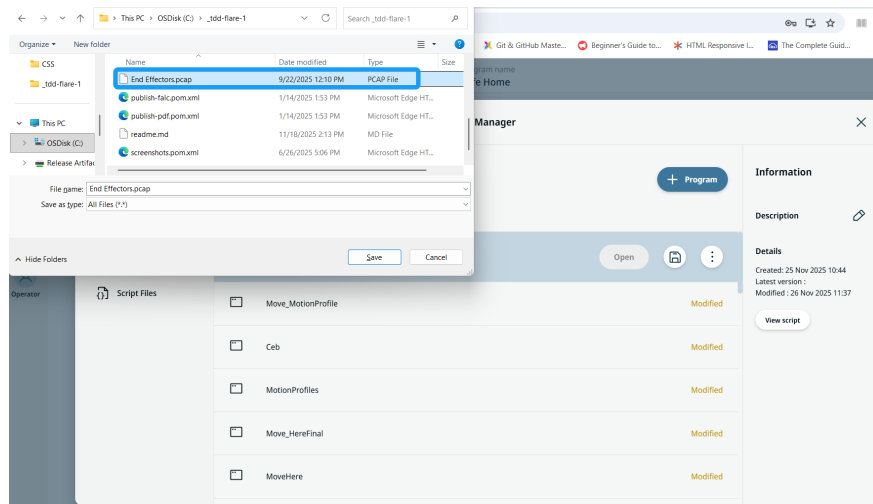 This PC > OSDisk (C:) > _tdd-flare-1
Search _tdd-flare-1
Organize
New folder
CSS
_tdd-flare-1
This PC
OSDisk (C:)
Release Artifac
Name
Date modified
Type
Size
End Effectors.pcap
9/22/2025 12:10 PM
PCAP File
publish-falc.pom.xml
1/14/2025 1:53 PM
Microsoft Edge HT...
publish-pdf.pom.xml
1/14/2025 1:53 PM
Microsoft Edge HT...
readme.md
11/18/2025 2:13 PM
MD File
screenshots.pom.xml
6/26/2025 5:06 PM
Microsoft Edge HT...
File name: End Effectors.pcap
Save as type: All Files (*.*)
Hide Folders
Save
Cancel
Git & GitHub Maste...
Beginner's Guide to...
HTML Responsive l...
The Complete Guid...
gram name
e Home
Manager
+ Program
Open
Operator
Script Files
Move_MotionProfile
Modified
Ceb
Modified
MotionProfiles
Modified
Move_HereFinal
Modified
MoveHere
Modified
Information
Description
Details
Created: 25 Nov 2025 10:44
Latest version :
Modified : 26 Nov 2025 11:37
View script